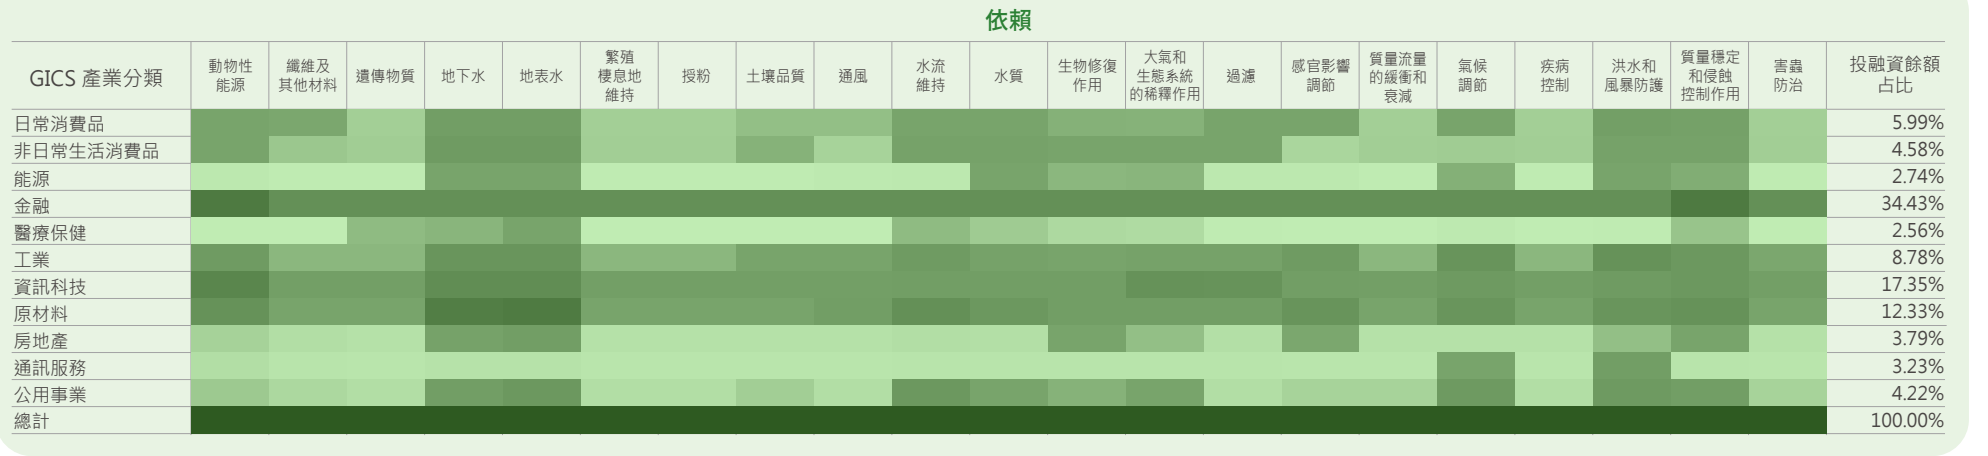 依賴
GICS 產業分類
動物性
能源
纖維及
其他材料
遺傳物質
地下水
地表水
繁殖
棲息地
維持
授粉
土壤品質
通風
水流
維持
水質
生物修復
作用
大氣和
生態系統
的稀釋作用
過濾
感官影響
調節
質量流量
的緩衝和
衰減
氣候
調節
疾病
控制
洪水和
風暴防護
質量穩定
和侵蝕
控制作用
害蟲
防治
投融資餘額
占比
日常消費品 5.99%
非日常生活消費品 4.58%
能源 2.74%
金融 34.43%
醫療保健 2.56%
工業 8.78%
資訊科技 17.35%
原材料 12.33%
房地產 3.79%
通訊服務 3.23%
公用事業 4.22%
總計 100.00%